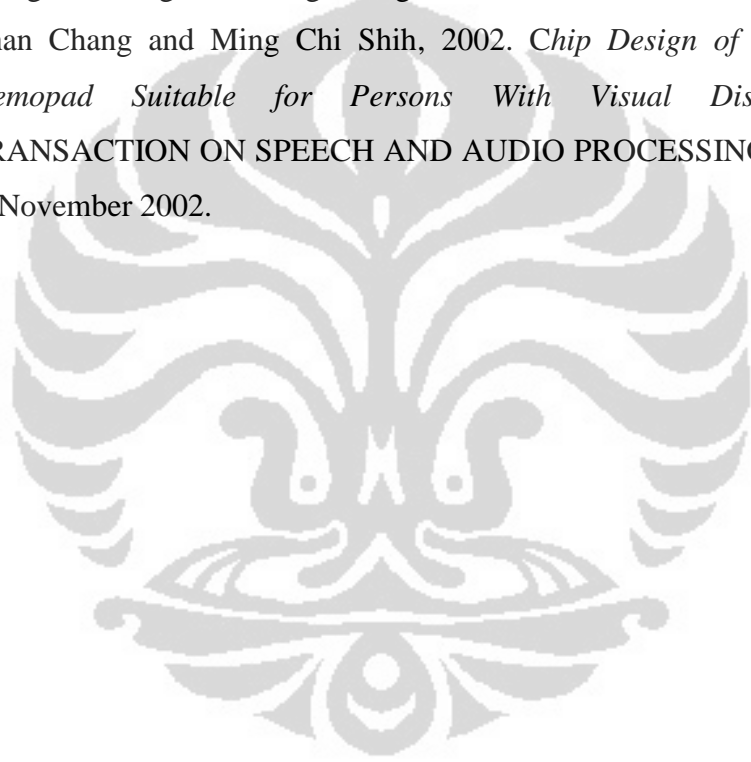 nan Chang and Ming Chi Shih, 2002. Chip Design of
emopad Suitable for Persons With Visual Dis
RANSACTION ON SPEECH AND AUDIO PROCESSING
November 2002.